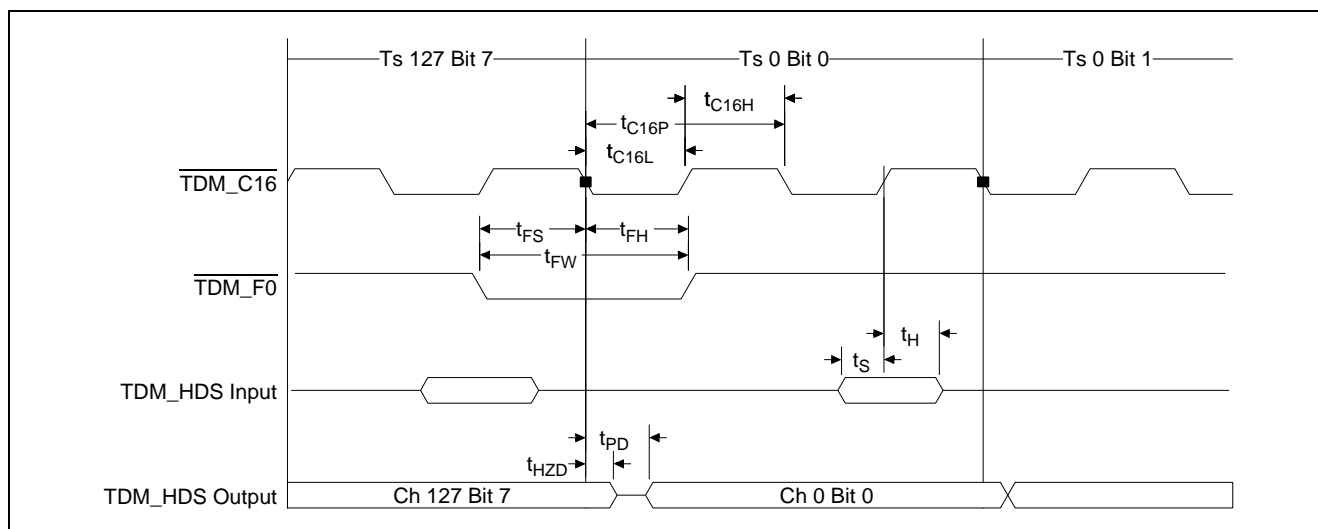 Ts 127 Bit 7 Ts 0 Bit 0 Ts 0 Bit 1
tC16H
tC16P
tC16L
TDM_C16
tFS tFH
tFW
TDM_F0
tH
tS
TDM_HDS Input
tPD
tHZD
TDM_HDS Output Ch 127 Bit 7 Ch 0 Bit 0